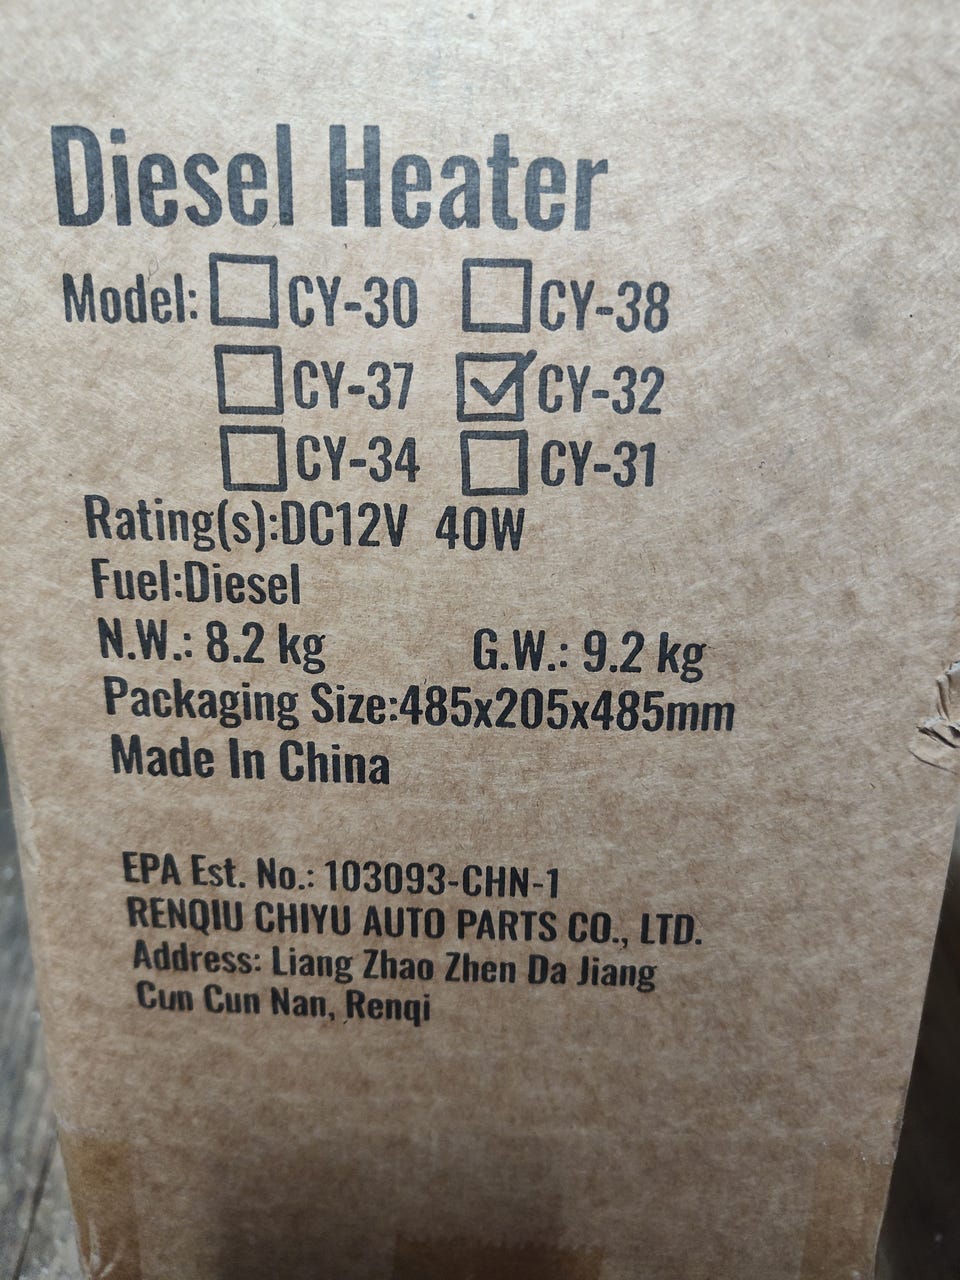 Diesel Heater
Model: ☐CY-30 ☐CY-38
☐CY-37 ☑CY-32
☐CY-34 ☐CY-31
Rating(s):DC12V 40W
Fuel:Diesel
N.W.: 8.2 kg G.W.: 9.2 kg
Packaging Size:485x205x485mm
Made In China
EPA Est. No.: 103093-CHN-1
RENQIU CHIYU AUTO PARTS CO., LTD.
Address: Liang Zhao Zhen Da Jiang
Cun Cun Nan, Renqi